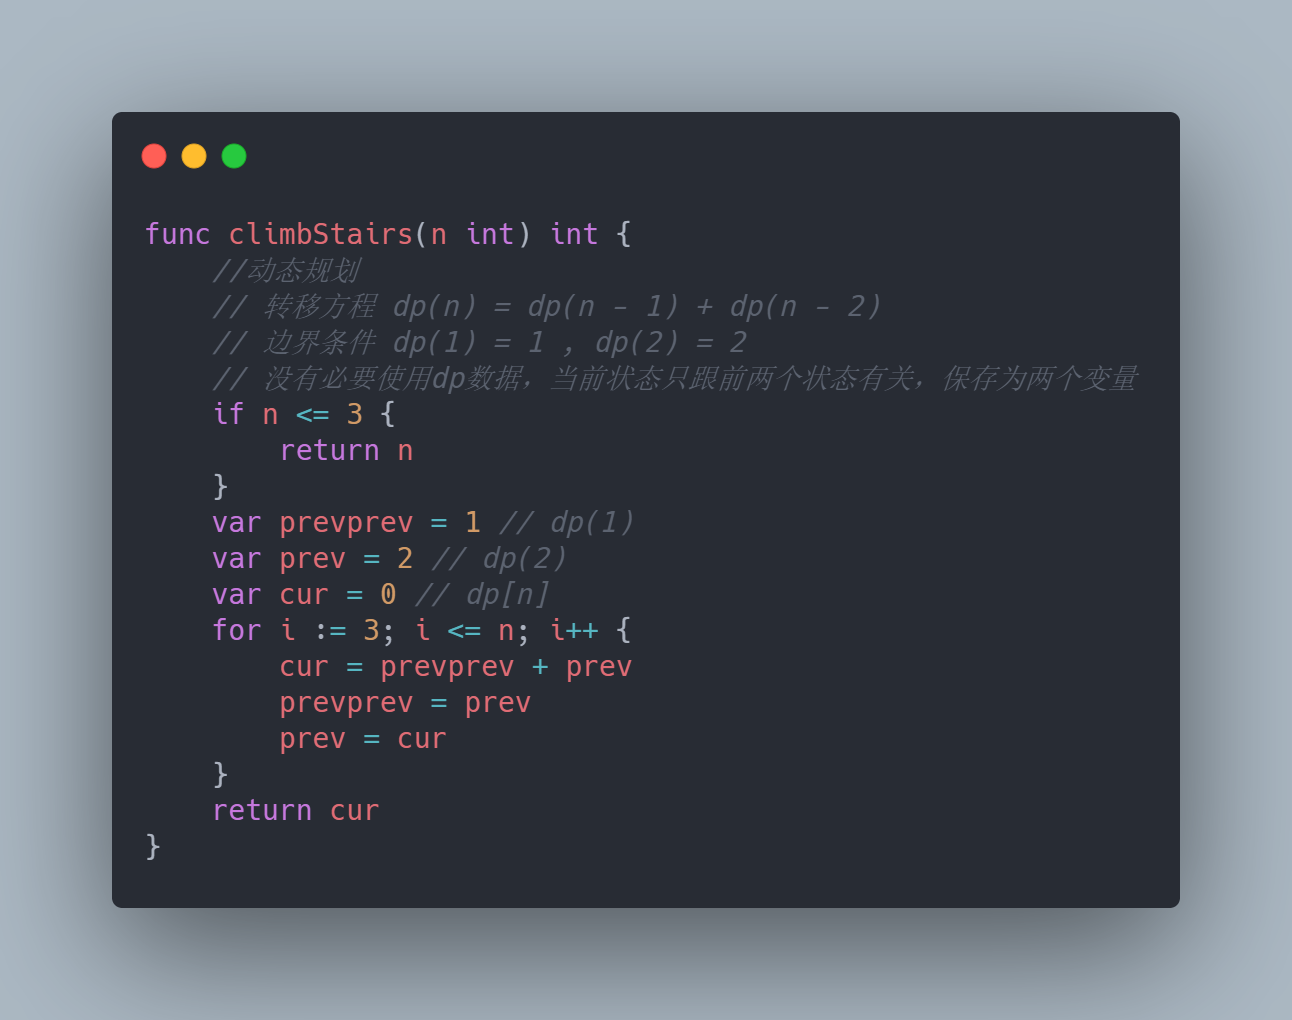 func climbStairs(n int) int {
    //动态规划
    // 转移方程 dp(n) = dp(n - 1) + dp(n - 2)
    // 边界条件 dp(1) = 1 , dp(2) = 2
    // 没有必要使用dp数据，当前状态只跟前两个状态有关，保存为两个变量
    if n <= 3 {
        return n
    }
    var prevprev = 1 // dp(1)
    var prev = 2 // dp(2)
    var cur = 0 // dp[n]
    for i := 3; i <= n; i++ {
        cur = prevprev + prev
        prevprev = prev
        prev = cur
    }
    return cur
}